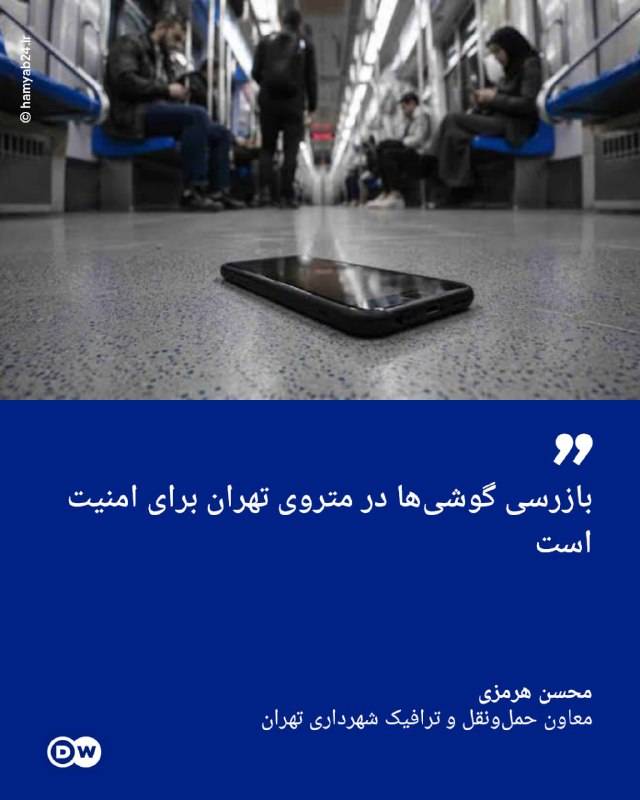 © hamyab24.ir
”
بازرسی گوشی‌ها در متروی تهران برای امنیت
است
محسن هرمزی
معاون حمل‌ونقل و ترافیک شهرداری تهران
DW